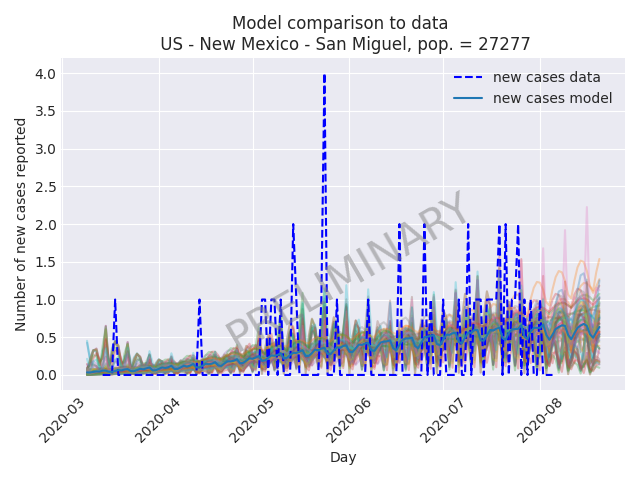 Model comparison to data
US - New Mexico - San Miguel, pop. = 27277
Number of new cases reported
4.0
3.5
3.0
2.5
2.0
1.5
1.0
0.5
0.0
new cases data
new cases model
PRELIMINARY
2020-03
2020-04
2020-05
2020-06
2020-07
2020-08
Day